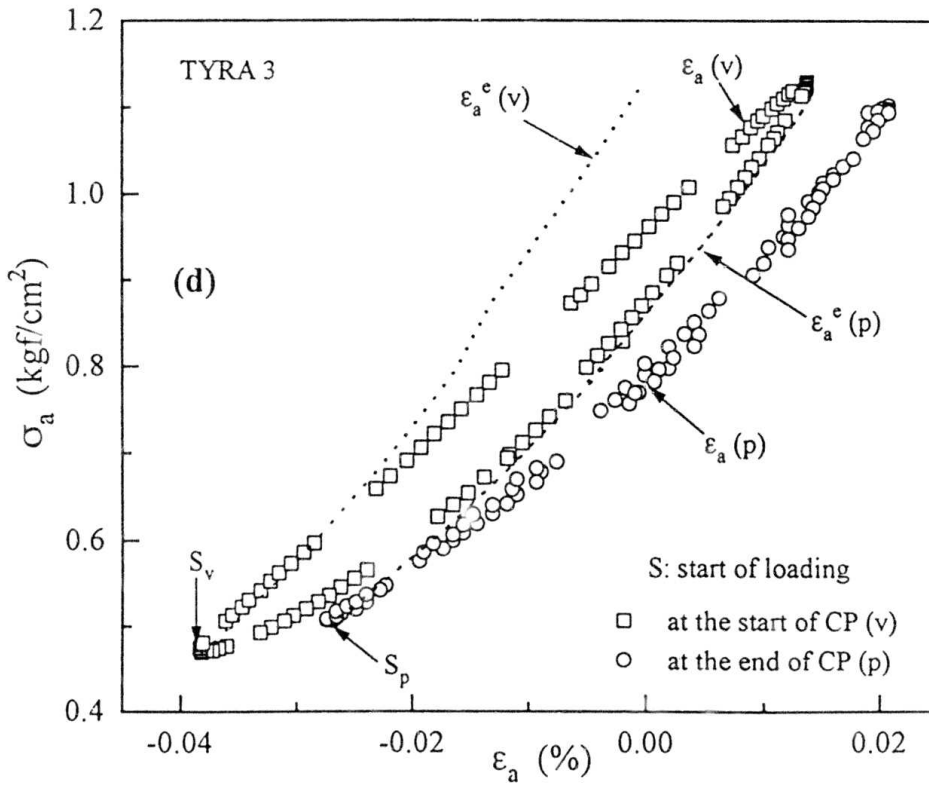 1.2
TYRA 3
εₐᵉ (v)
εₐ (v)
1.0
(d)
σₐ (kgf/cm²)
εₐᵉ (p)
0.8
εₐ (p)
0.6
Sᵥ
S: start of loading
□ at the start of CP (v)
○ at the end of CP (p)
Sₚ
0.4
-0.04 -0.02 0.00 0.02
εₐ (%)